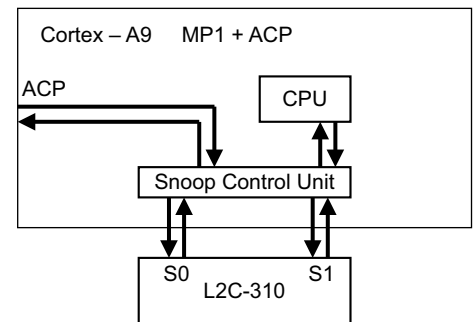 Cortex – A9 MP1 + ACP
ACP
CPU
Snoop Control Unit
S0 S1
L2C-310